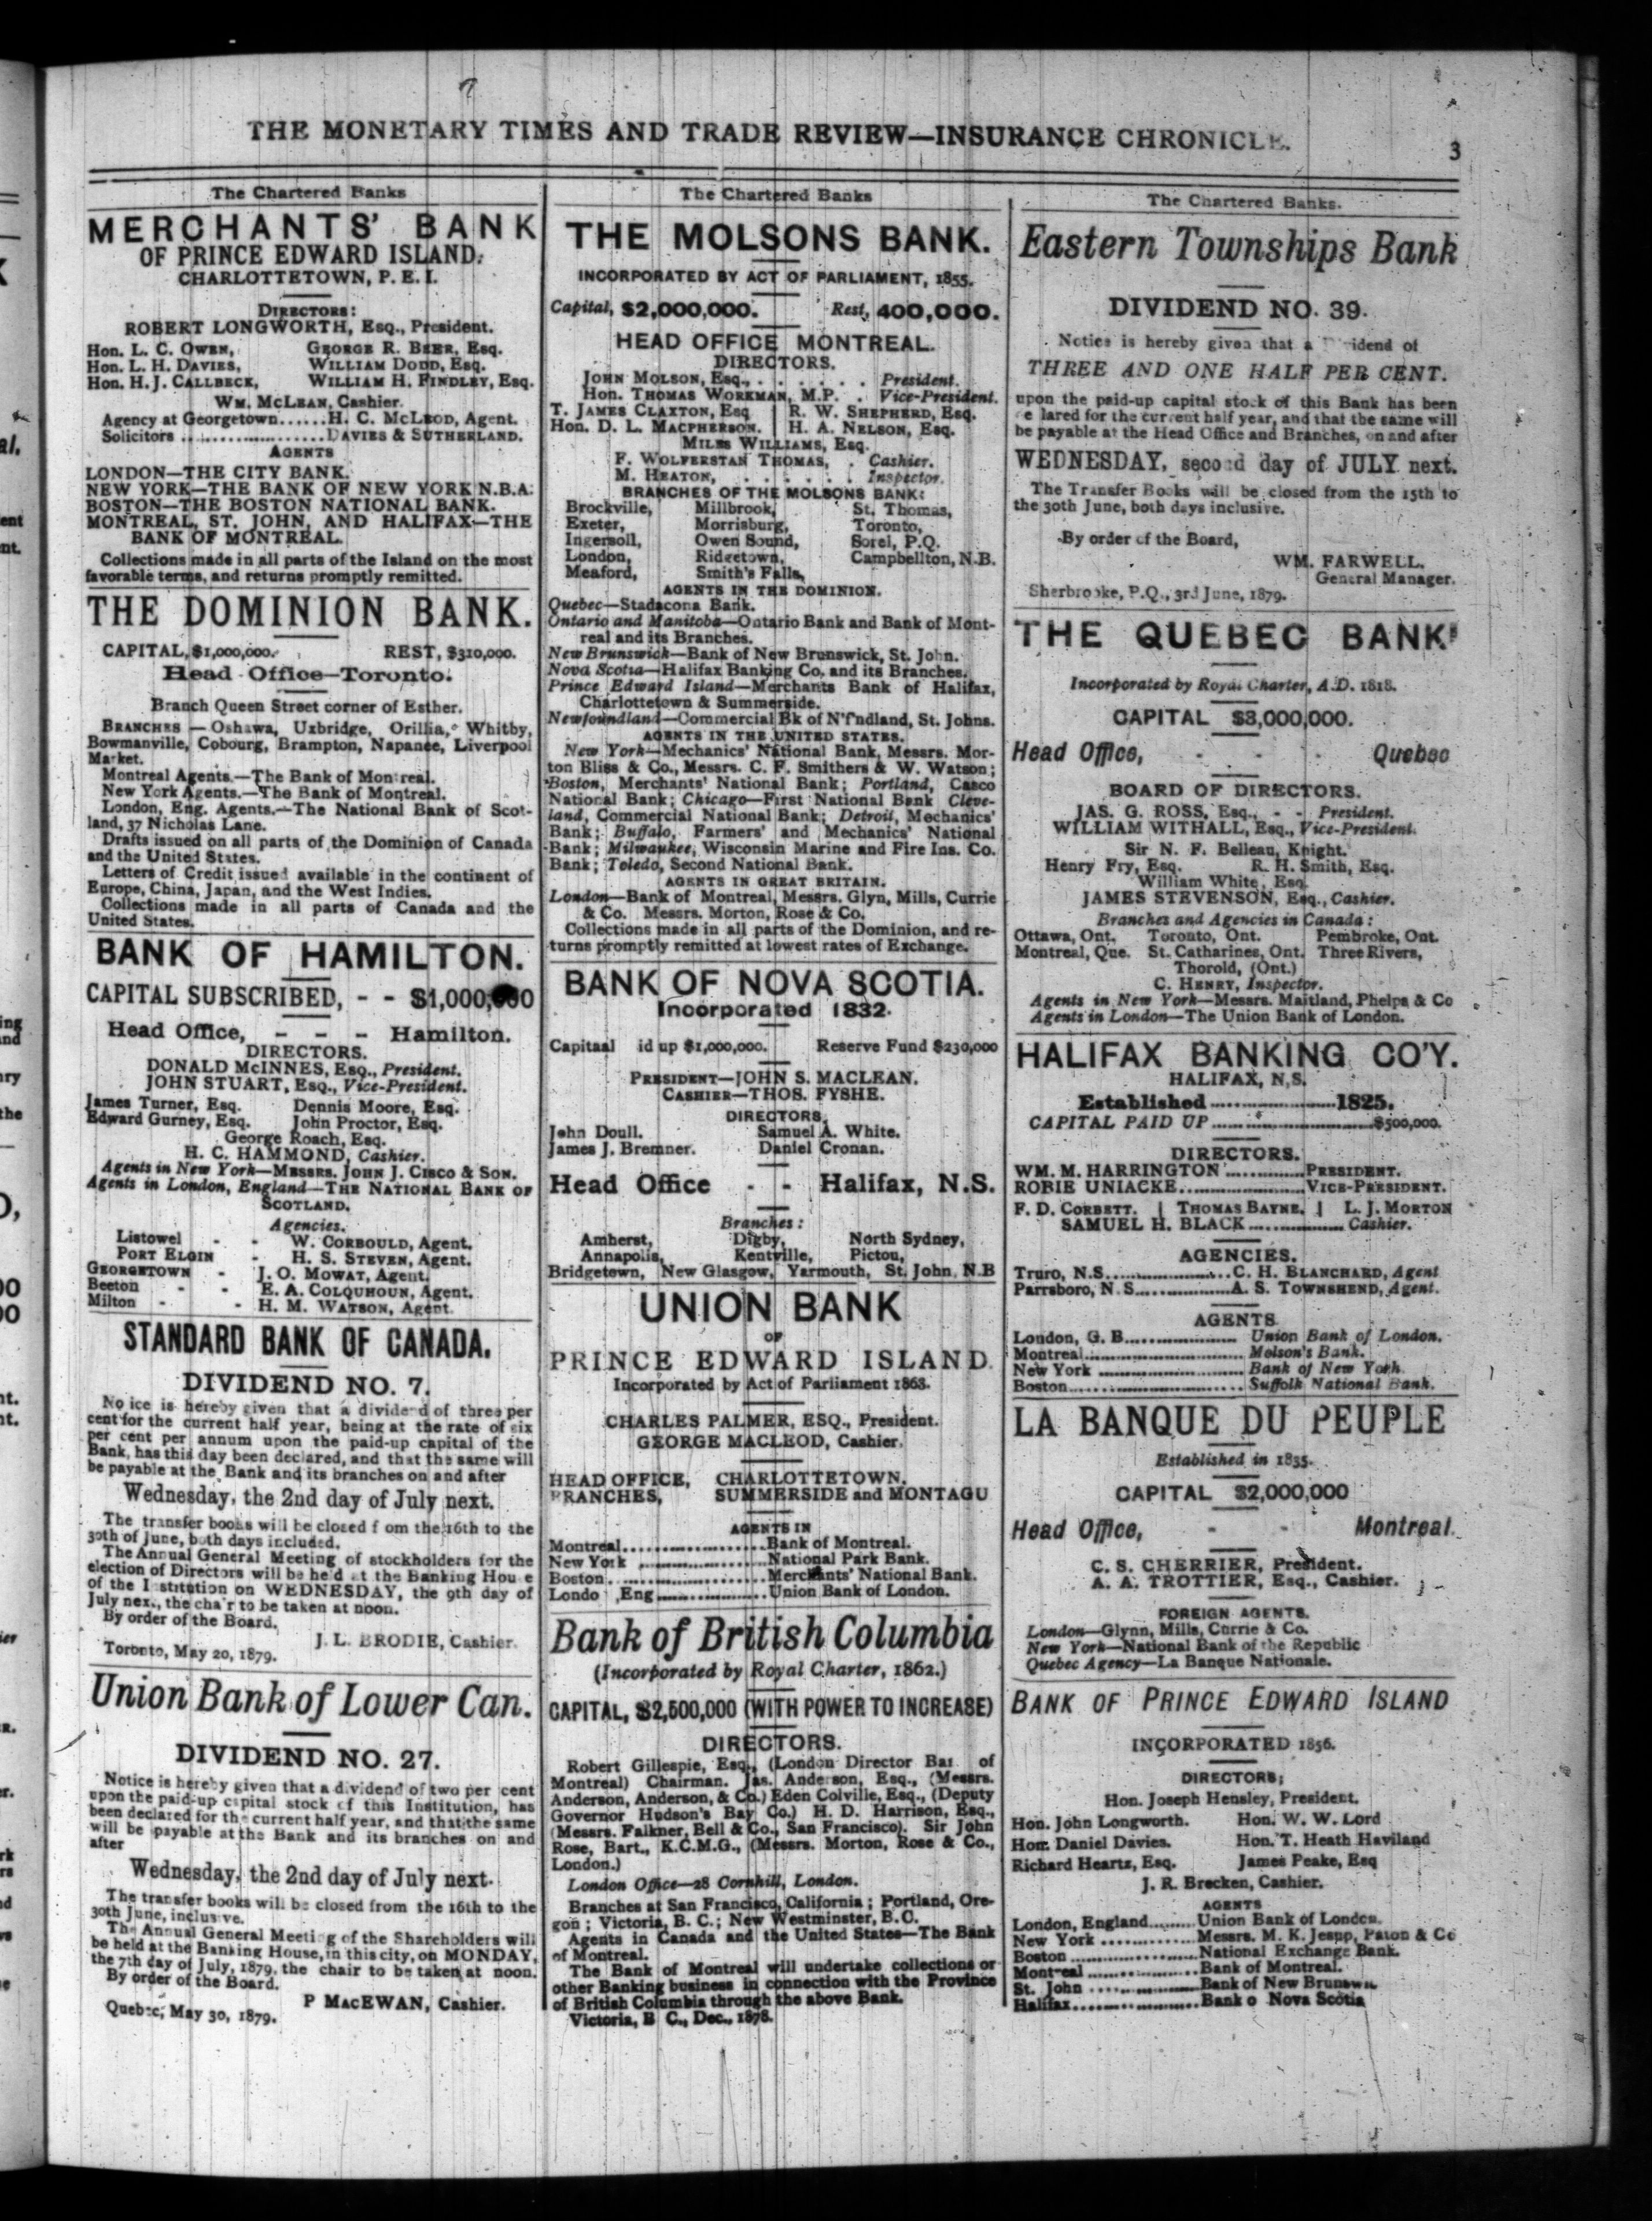 THE MONETARY TIMES AND TRADE REVIEW—INSURANCE CHRONICLE.
3
The Chartered Banks
MERCHANTS' BANK
OF PRINCE EDWARD ISLAND,
CHARLOTTETOWN, P. E. I.
DIRECTORS:
ROBERT LONGWORTH, Esq., President.
Hon. L. C. OWEN, GEORGE R. BEER, Esq.
Hon. L. H. DAVIES, WILLIAM DODD, Esq.
Hon. H. J. CALLBECK, WILLIAM H. FINDLEY, Esq.
WM. MCLEAN, Cashier.
Agency at Georgetown......H. C. MCLEOD, Agent.
Solicitors ....................DAVIES & SUTHERLAND.
AGENTS
LONDON—THE CITY BANK.
NEW YORK—THE BANK OF NEW YORK N.B.A.
BOSTON—THE BOSTON NATIONAL BANK.
MONTREAL, ST. JOHN, AND HALIFAX—THE
BANK OF MONTREAL.
Collections made in all parts of the Island on the most
favorable terms, and returns promptly remitted.
THE DOMINION BANK.
CAPITAL, $1,000,000. REST, $310,000.
Head Office—Toronto.
Branch Queen Street corner of Esther.
BRANCHES — Oshawa, Uxbridge, Orillia, Whitby,
Bowmanville, Cobourg, Brampton, Napanee, Liverpool
Market.
Montreal Agents.—The Bank of Montreal.
New York Agents.—The Bank of Montreal.
London, Eng. Agents.—The National Bank of Scot-
land, 37 Nicholas Lane.
Drafts issued on all parts of the Dominion of Canada
and the United States.
Letters of Credit issued available in the continent of
Europe, China, Japan, and the West Indies.
Collections made in all parts of Canada and the
United States.
BANK OF HAMILTON.
CAPITAL SUBSCRIBED, - - $1,000,000
Head Office, - - - Hamilton.
DIRECTORS.
DONALD McINNES, Esq., President.
JOHN STUART, Esq., Vice-President.
James Turner, Esq. Dennis Moore, Esq.
Edward Gurney, Esq. John Proctor, Esq.
George Roach, Esq.
H. C. HAMMOND, Cashier.
Agents in New York—MESSRS. JOHN J. CISCO & SON.
Agents in London, England—THE NATIONAL BANK OF
SCOTLAND.
Agencies.
Listowel - - W. CORBOULD, Agent.
PORT ELGIN - H. S. STEVEN, Agent.
GEORGETOWN - J. O. MOWAT, Agent.
Beeton - - E. A. COLQUHOUN, Agent.
Milton - - H. M. WATSON, Agent.
STANDARD BANK OF CANADA.
DIVIDEND NO. 7.
No ice is hereby given that a dividend of three per
cent for the current half year, being at the rate of six
per cent per annum upon the paid-up capital of the
Bank, has this day been declared, and that the same will
be payable at the Bank and its branches on and after
Wednesday, the 2nd day of July next.
The transfer books will be closed f om the 16th to the
30th of June, both days included.
The Annual General Meeting of stockholders for the
election of Directors will be held at the Banking Hou e
of the I stitution on WEDNESDAY, the 9th day of
July nex., the cha'r to be taken at noon.
By order of the Board.
J. L. BRODIE, Cashier.
Toronto, May 20, 1879.
Union Bank of Lower Can.
DIVIDEND NO. 27.
Notice is hereby given that a dividend of two per cent
upon the paid-up capital stock of this Institution, has
been declared for the current half year, and that the same
will be payable at the Bank and its branches on and
after
Wednesday, the 2nd day of July next.
The transfer books will be closed from the 16th to the
30th June, inclusive.
The Annual General Meeting of the Shareholders will
be held at the Banking House, in this city, on MONDAY,
the 7th day of July, 1879, the chair to be taken at noon.
By order of the Board.
P MACEWAN, Cashier.
Quebec, May 30, 1879.
The Chartered Banks
THE MOLSONS BANK.
INCORPORATED BY ACT OF PARLIAMENT, 1855.
Capital, $2,000,000. Rest, 400,000.
HEAD OFFICE MONTREAL.
DIRECTORS.
JOHN MOLSON, Esq., . . . . . . President.
Hon. THOMAS WORKMAN, M.P. . Vice-President.
T. JAMES CLAXTON, Esq R. W. SHEPHERD, Esq.
Hon. D. L. MACPHERSON. H. A. NELSON, Esq.
MILES WILLIAMS, Esq.
F. WOLFERSTAN THOMAS, . Cashier.
M. HEATON, . . . . . . Inspector.
BRANCHES OF THE MOLSONS BANK:
Brockville, Millbrook, St. Thomas,
Exeter, Morrisburg, Toronto,
Ingersoll, Owen Sound, Sorel, P.Q.
London, Ridgetown, Campbellton, N.B.
Meaford, Smith's Falls,
AGENTS IN THE DOMINION.
Quebec—Stadacona Bank.
Ontario and Manitoba—Ontario Bank and Bank of Mont-
real and its Branches.
New Brunswick—Bank of New Brunswick, St. John.
Nova Scotia—Halifax Banking Co. and its Branches.
Prince Edward Island—Merchants Bank of Halifax,
Charlottetown & Summerside.
Newfoundland—Commercial Bk of N'fndland, St. Johns.
AGENTS IN THE UNITED STATES.
New York—Mechanics' National Bank, Messrs. Mor-
ton Bliss & Co., Messrs. C. F. Smithers & W. Watson;
Boston, Merchants' National Bank; Portland, Casco
National Bank; Chicago—First National Bank Cleve-
land, Commercial National Bank; Detroit, Mechanics'
Bank; Buffalo, Farmers' and Mechanics' National
Bank; Milwaukee, Wisconsin Marine and Fire Ins. Co.
Bank; Toledo, Second National Bank.
AGENTS IN GREAT BRITAIN.
London—Bank of Montreal, Messrs. Glyn, Mills, Currie
& Co. Messrs. Morton, Rose & Co.
Collections made in all parts of the Dominion, and re-
turns promptly remitted at lowest rates of Exchange.
BANK OF NOVA SCOTIA.
Incorporated 1832.
Capitaal id up $1,000,000. Reserve Fund $230,000
PRESIDENT—JOHN S. MACLEAN.
CASHIER—THOS. FYSHE.
DIRECTORS.
John Doull. Samuel A. White.
James J. Bremner. Daniel Cronan.
Head Office - - Halifax, N.S.
Branches:
Amherst, Digby, North Sydney,
Annapolis, Kentville, Pictou,
Bridgetown, New Glasgow, Yarmouth, St. John N.B
UNION BANK
OF
PRINCE EDWARD ISLAND.
Incorporated by Act of Parliament 1863.
CHARLES PALMER, ESQ., President.
GEORGE MACLEOD, Cashier.
HEAD OFFICE, CHARLOTTETOWN.
BRANCHES, SUMMERSIDE and MONTAGU
AGENTS IN
Montreal......................Bank of Montreal.
New York ....................National Park Bank.
Boston........................Merchants' National Bank.
Londo ,Eng..................Union Bank of London.
Bank of British Columbia
(Incorporated by Royal Charter, 1862.)
CAPITAL, $2,500,000 (WITH POWER TO INCREASE)
DIRECTORS.
Robert Gillespie, Esq., (London Director Ba of
Montreal) Chairman. Jas. Anderson, Esq., (Messrs.
Anderson, Anderson, & Co.) Eden Colville, Esq., (Deputy
Governor Hudson's Bay Co.) H. D. Harrison, Esq.,
(Messrs. Falkner, Bell & Co., San Francisco). Sir John
Rose, Bart., K.C.M.G., (Messrs. Morton, Rose & Co.,
London.)
London Office—28 Cornhill, London.
Branches at San Francisco, California; Portland, Ore-
gon; Victoria, B. C.; New Westminster, B.C.
Agents in Canada and the United States—The Bank
of Montreal.
The Bank of Montreal will undertake collections or
other Banking business in connection with the Province
of British Columbia through the above Bank.
Victoria, B C., Dec., 1878.
The Chartered Banks.
Eastern Townships Bank
DIVIDEND NO. 39.
Notice is hereby given that a idend of
THREE AND ONE HALF PER CENT.
upon the paid-up capital stock of this Bank has been
e lared for the current half year, and that the same will
be payable at the Head Office and Branches, on and after
WEDNESDAY, second day of JULY next.
The Transfer Books will be closed from the 15th to
the 30th June, both days inclusive.
By order of the Board,
WM. FARWELL.
General Manager.
Sherbrooke, P.Q., 3rd June, 1879.
THE QUEBEC BANK
Incorporated by Royal Charter, A.D. 1818.
CAPITAL $3,000,000.
Head Office, - - - Quebec
BOARD OF DIRECTORS.
JAS. G. ROSS, Esq., - - President.
WILLIAM WITHALL, Esq., Vice-President.
Sir N. F. Belleau, Knight.
Henry Fry, Esq. R. H. Smith, Esq.
William White, Esq.
JAMES STEVENSON, Esq., Cashier.
Branches and Agencies in Canada:
Ottawa, Ont. Toronto, Ont. Pembroke, Ont.
Montreal, Que. St. Catharines, Ont. Three Rivers,
Thorold, (Ont.)
C. HENRY, Inspector.
Agents in New York—Messrs. Maitland, Phelps & Co
Agents in London—The Union Bank of London.
HALIFAX BANKING CO'Y.
HALIFAX, N.S.
Established ..................1825.
CAPITAL PAID UP.......................$500,000.
DIRECTORS.
WM. M. HARRINGTON .............PRESIDENT.
ROBIE UNIACKE.....................VICE-PRESIDENT.
F. D. CORBETT. | THOMAS BAYNE, | L. J. MORTON
SAMUEL H. BLACK............... Cashier.
AGENCIES.
Truro, N.S....................C. H. BLANCHARD, Agent
Parrsboro, N.S................A. S. TOWNSHEND, Agent.
AGENTS
London, G. B.................. Union Bank of London.
Montreal.......................... Molson's Bank.
New York ........................ Bank of New York.
Boston............................. Suffolk National Bank.
LA BANQUE DU PEUPLE
Established in 1835.
CAPITAL $2,000,000
Head Office, - - Montreal.
C. S. CHERRIER, President.
A. A. TROTTIER, Esq., Cashier.
FOREIGN AGENTS.
London—Glynn, Mills, Currie & Co.
New York—National Bank of the Republic
Quebec Agency—La Banque Nationale.
BANK OF PRINCE EDWARD ISLAND
INCORPORATED 1856.
DIRECTORS;
Hon. Joseph Hensley, President.
Hon. John Longworth. Hon. W. W. Lord
Hon. Daniel Davies. Hon. T. Heath Haviland
Richard Heartz, Esq. James Peake, Esq
J. R. Brecken, Cashier.
AGENTS
London, England.........Union Bank of London.
New York .................Messrs. M. K. Jesup, Paton & Co
Boston .....................National Exchange Bank.
Montreal ...................Bank of Montreal.
St. John ....................Bank of New Brunsw
Halifax......................Bank o Nova Scotia